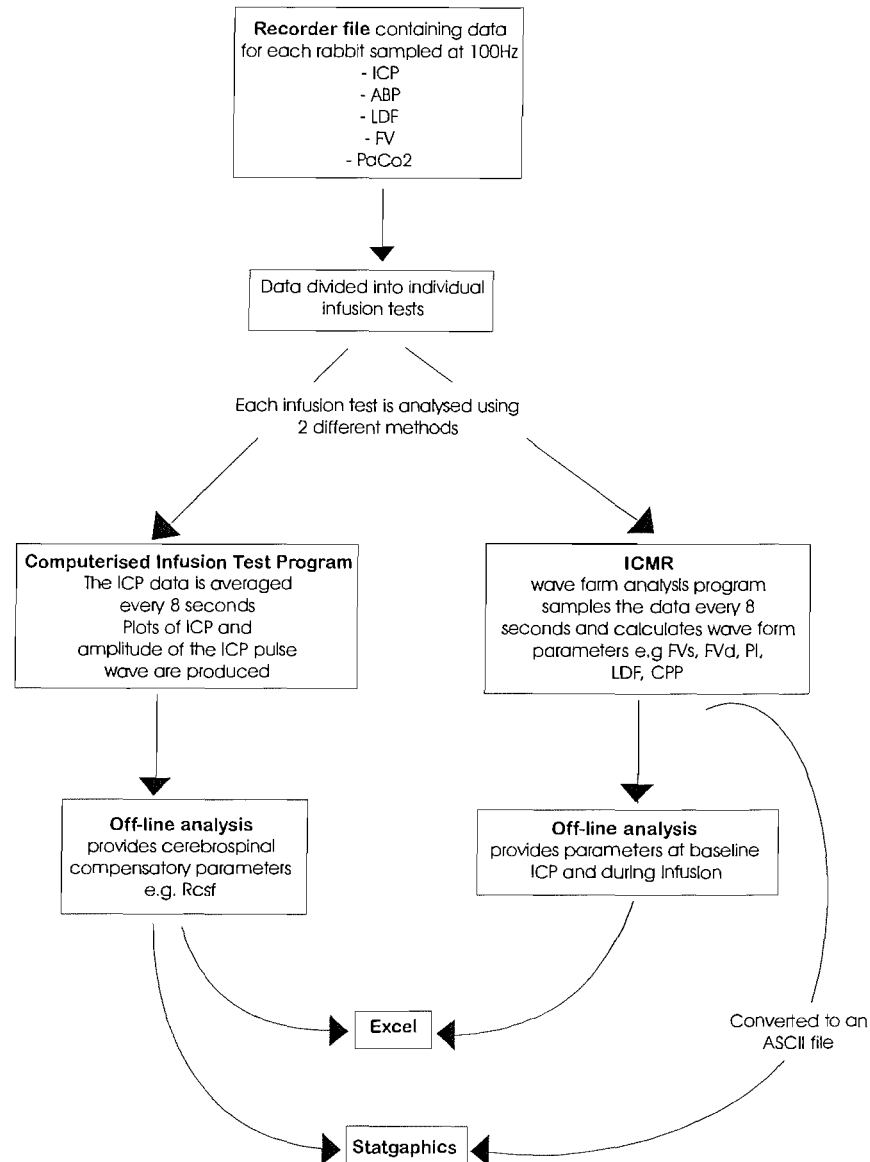 Recorder file containing data
for each rabbit sampled at 100Hz
- ICP
- ABP
- LDF
- FV
- PaCo2
Data divided into individual
infusion tests
Each infusion test is analysed using
2 different methods
Computerised Infusion Test Program
The ICP data is averaged
every 8 seconds
Plots of ICP and
amplitude of the ICP pulse
wave are produced
ICMR
wave farm analysis program
samples the data every 8
seconds and calculates wave form
parameters e.g FVs, FVd, PI,
LDF, CPP
Off-line analysis
provides cerebrospinal
compensatory parameters
e.g. Rcsf
Off-line analysis
provides parameters at baseline
ICP and during infusion
Excel
Converted to an
ASCII file
Statgaphics